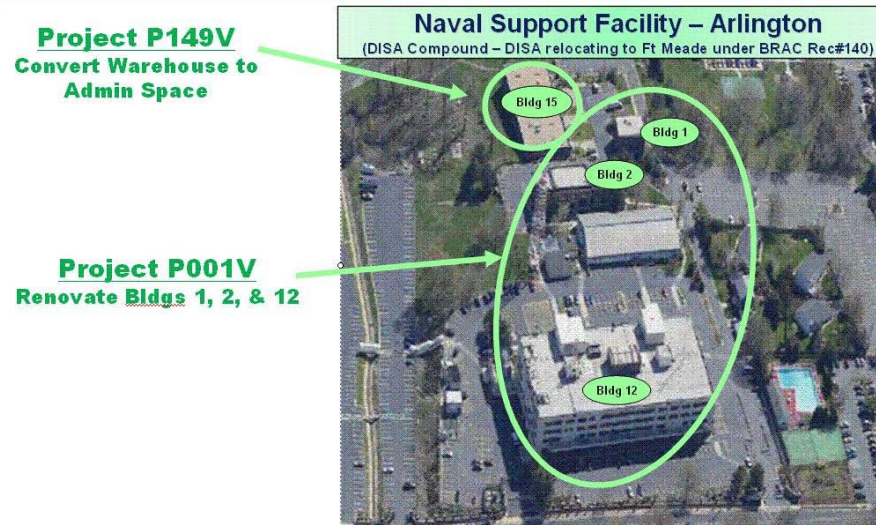 Naval Support Facility – Arlington
(DISA Compound – DISA relocating to Ft Meade under BRAC Rec#140)
Project P149V
Convert Warehouse to
Admin Space
Bldg 15
Bldg 1
Bldg 2
Project P001V
Renovate Bldgs 1, 2, & 12
Bldg 12